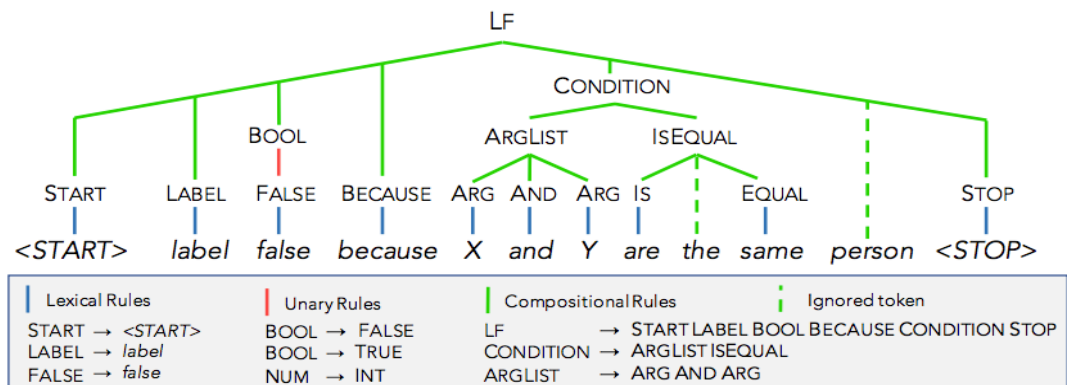 LF
CONDITION
BOOL ARGLIST ISEQUAL
START LABEL FALSE BECAUSE ARG AND ARG IS EQUAL STOP
<START> label false because X and Y are the same person <STOP>
Lexical Rules Unary Rules Compositional Rules Ignored token
START → <START> BOOL → FALSE LF → START LABEL BOOL BECAUSE CONDITION STOP
LABEL → label BOOL → TRUE CONDITION → ARGLIST ISEQUAL
FALSE → false NUM → INT ARGLIST → ARG AND ARG